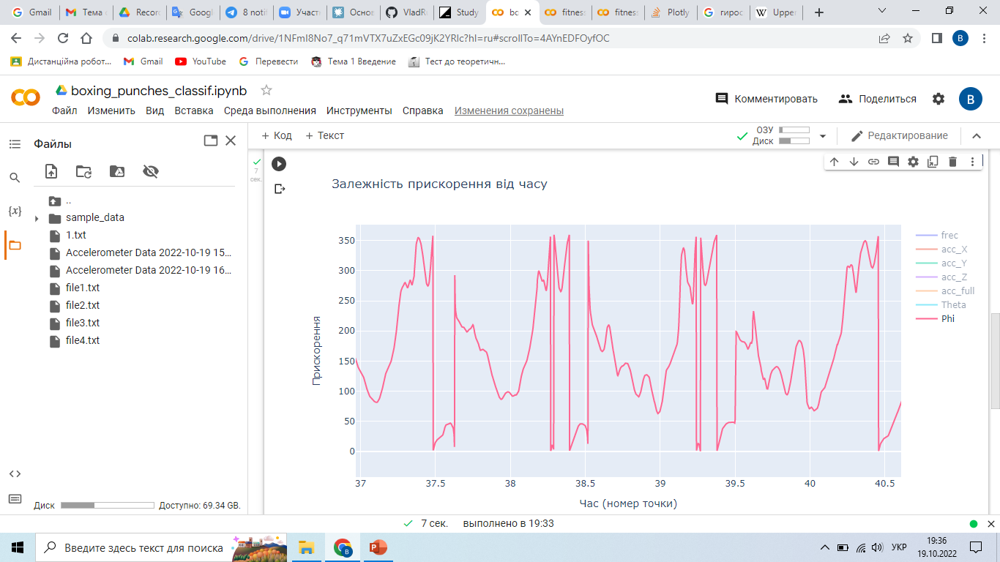 Gmail
Тема
Record
Googl
8 notif
Участ
Основ
VladR
Study
bo
fitness
fitness
Plotly
гирос
Upper
colab.research.google.com/drive/1NFmI8No7_q71mVTX7uZxEGc09jK2YRlc?hl=ru#scrollTo=4AYnEDFOyfOC
B
Дистанційна робот...
Gmail
YouTube
Перевести
Тема 1 Введение
Тест до теоретичн...
boxing_punches_classif.ipynb
Комментировать
Поделиться
B
Файл Изменить Вид Вставка Среда выполнения Инструменты Справка Изменения сохранены
Файлы
+ Код + Текст
ОЗУ
Диск
Редактирование
..
sample_data
1.txt
Accelerometer Data 2022-10-19 15...
Accelerometer Data 2022-10-19 16...
file1.txt
file2.txt
file3.txt
file4.txt
{x}
Диск
Доступно: 69.34 GB.
7
сек.
Залежність прискорення від часу
Прискорення
350
300
250
200
150
100
50
0
37 37.5 38 38.5 39 39.5 40 40.5
Час (номер точки)
frec
acc_X
acc_Y
acc_Z
acc_full
Theta
Phi
7 сек. выполнено в 19:33
Введите здесь текст для поиска
B
P
УКР
19:36
19.10.2022